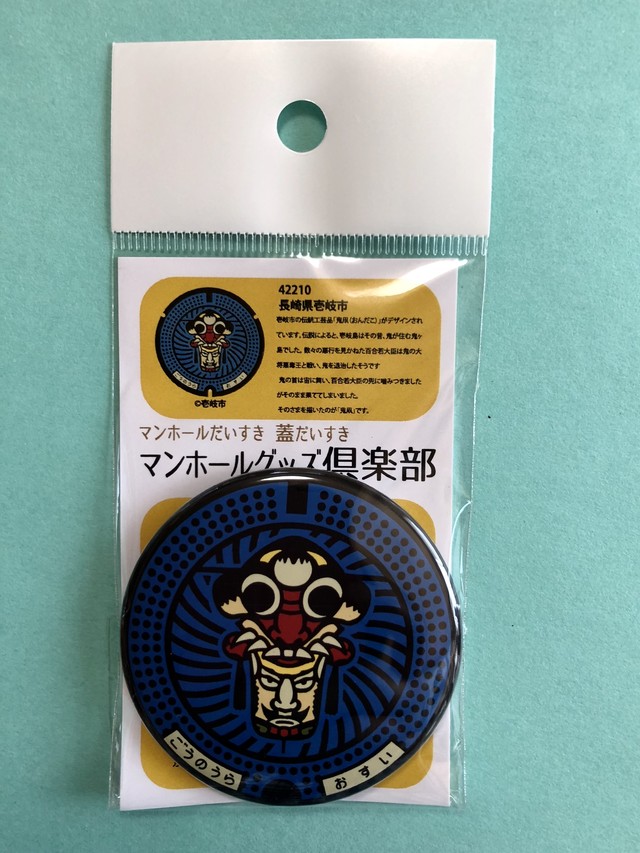 42210
長崎県壱岐市
壱岐市の伝統工芸品「鬼凧（おんだこ）」がデザインされ
ています。伝説によると、壱岐島はその昔、鬼が住む鬼ヶ
島でした。数々の悪行を見かねた百合若大臣は鬼の大
将悪毒王と戦い、鬼を退治したそうです
鬼の首は宙に舞い、百合若大臣の兜に噛みつきました
がそのまま果ててしまいました。
そのさまを描いたのが「鬼凧」です。
©壱岐市
マンホールだいすき 蓋だいすき
マンホールグッズ倶楽部
ごうのうら
おすい